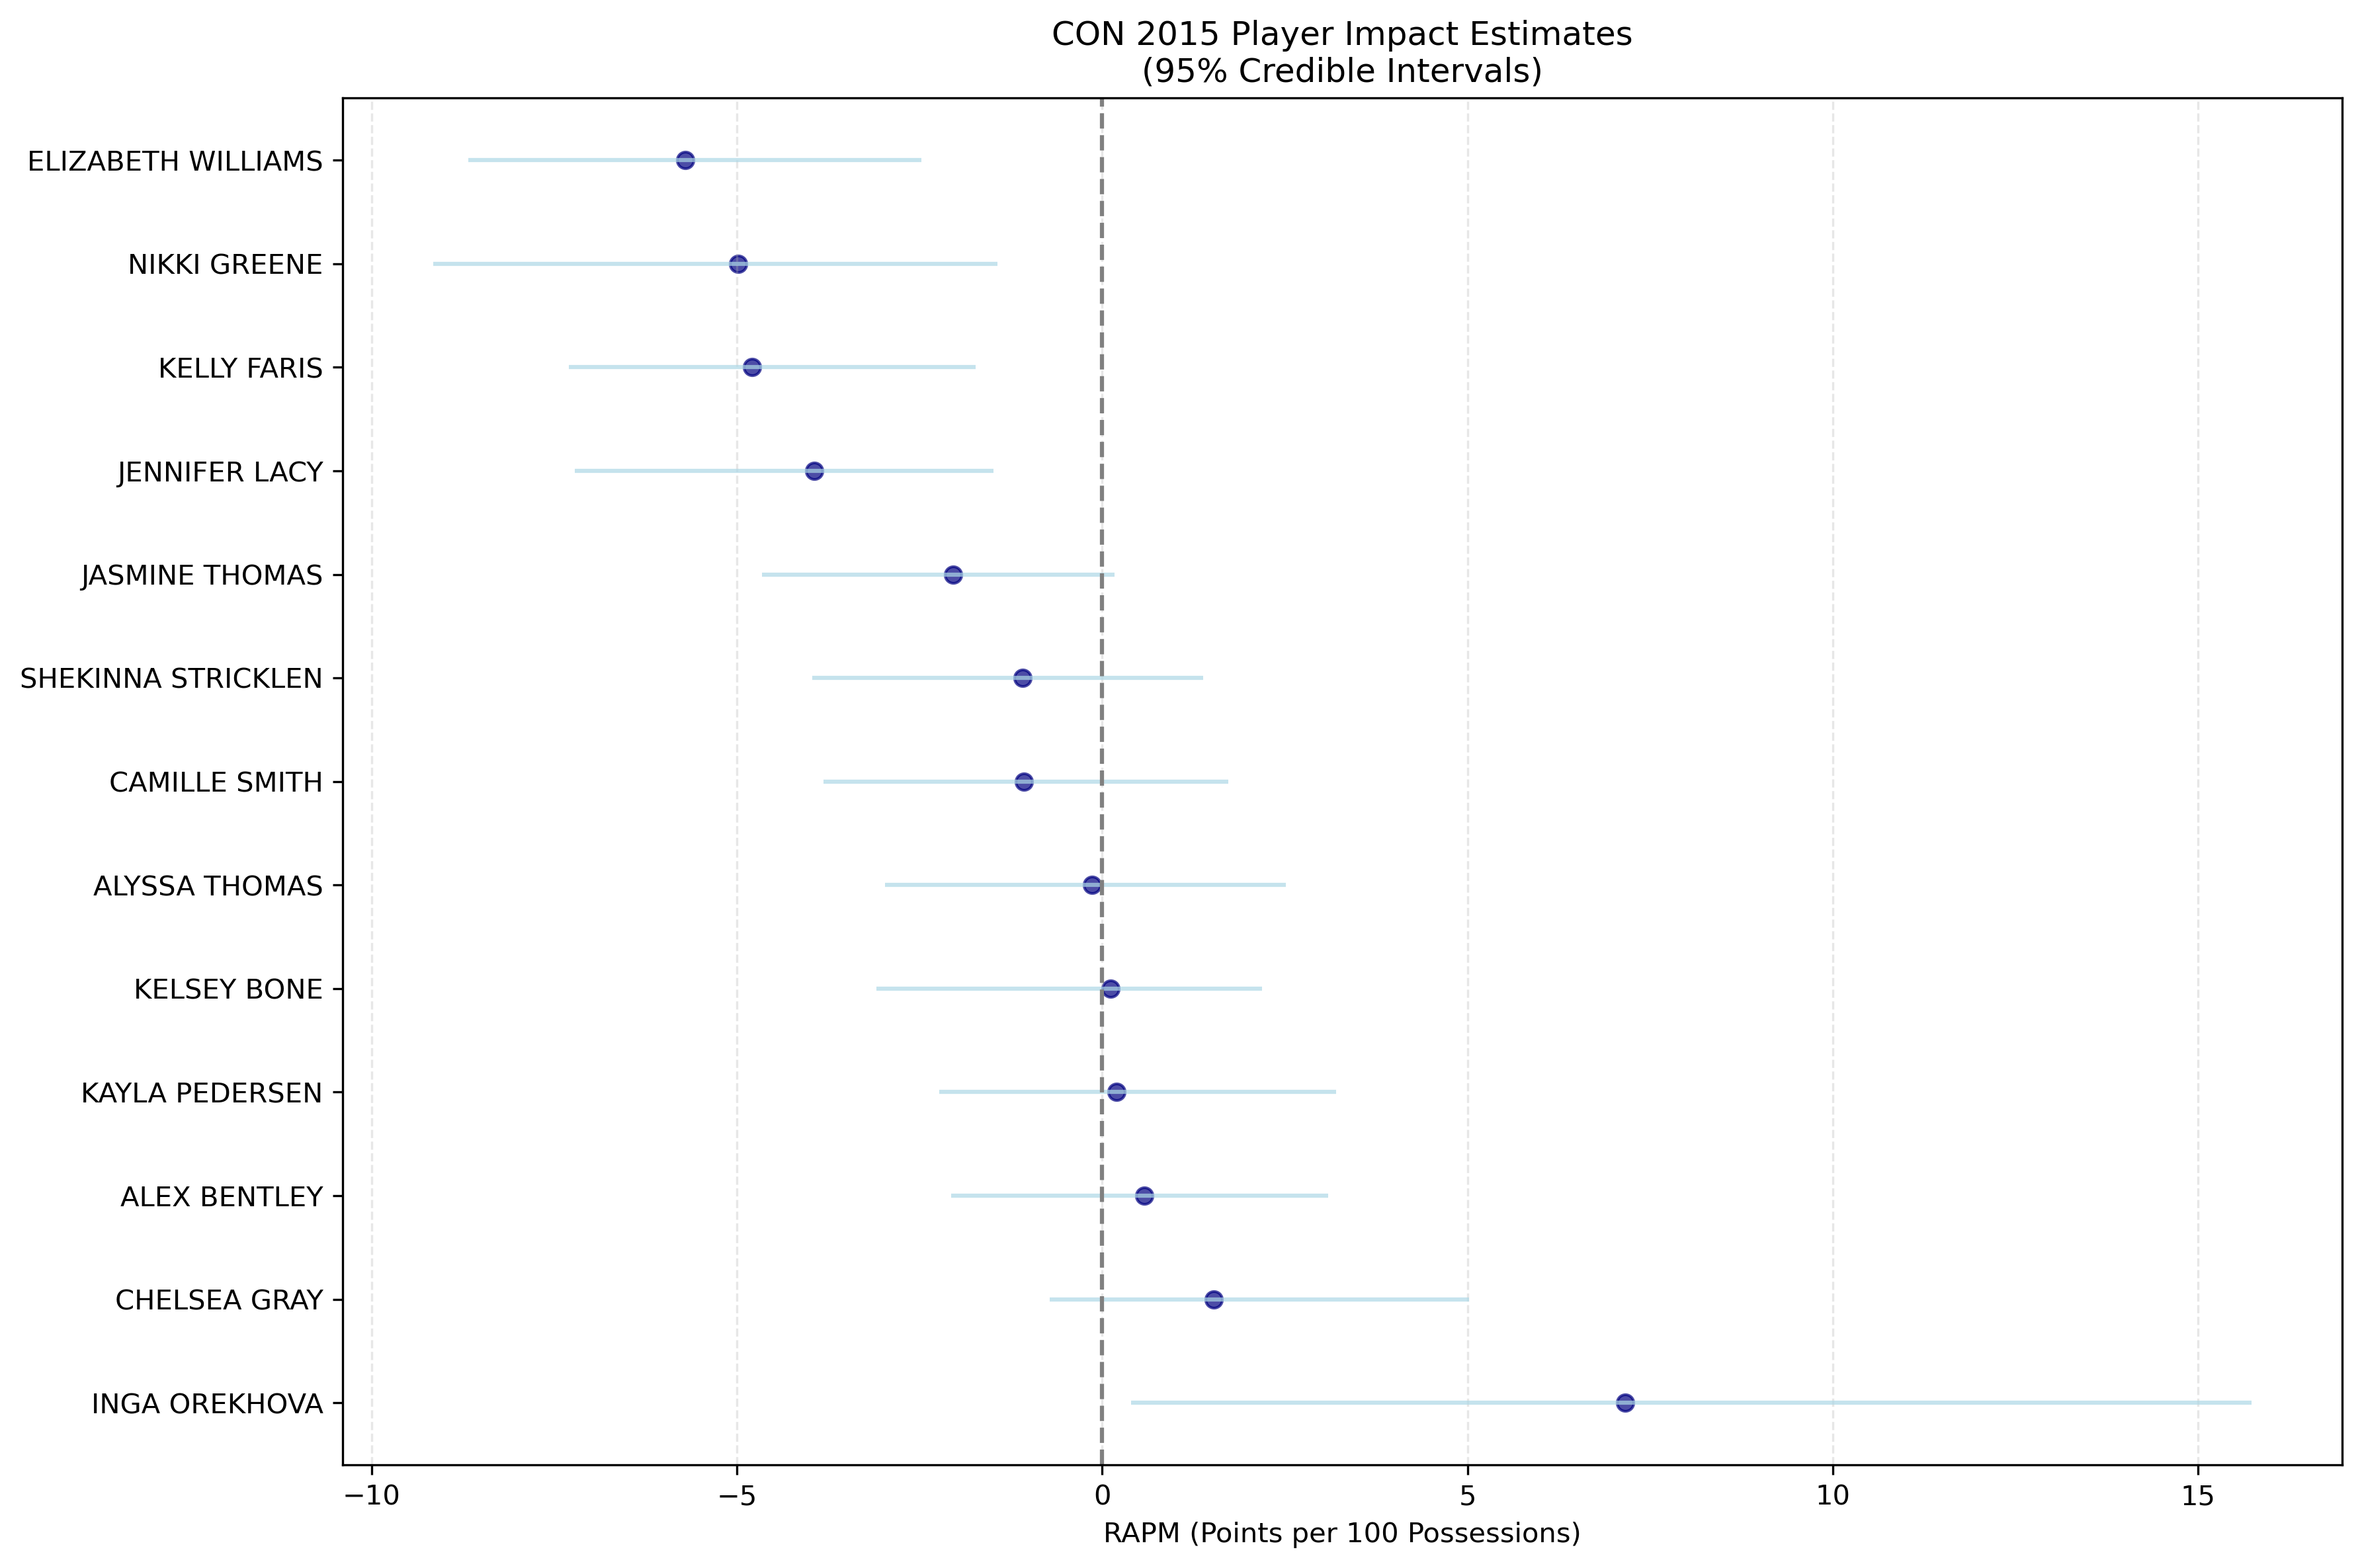 CON 2015 Player Impact Estimates
(95% Credible Intervals)
ELIZABETH WILLIAMS
NIKKI GREENE
KELLY FARIS
JENNIFER LACY
JASMINE THOMAS
SHEKINNA STRICKLEN
CAMILLE SMITH
ALYSSA THOMAS
KELSEY BONE
KAYLA PEDERSEN
ALEX BENTLEY
CHELSEA GRAY
INGA OREKHOVA
−10 −5 0 5 10 15
RAPM (Points per 100 Possessions)